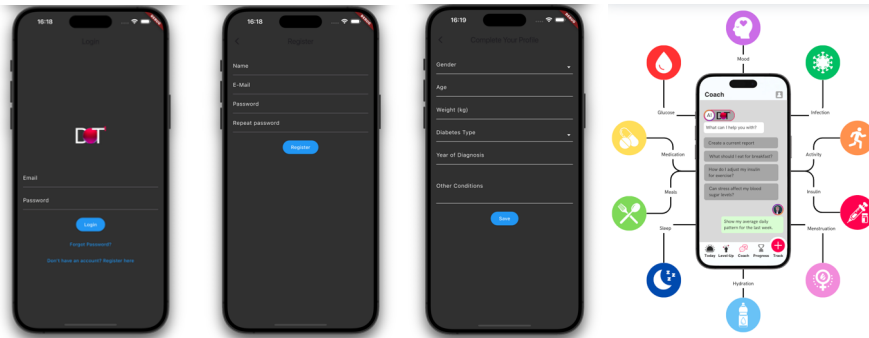 16:18
Login
DOT
Email
Password
Login
Forgot Password?
Don't have an account? Register here
16:18
Register
Name
E-Mail
Password
Repeat password
Register
16:19
Complete Your Profile
Gender
Age
Weight (kg)
Diabetes Type
Year of Diagnosis
Other Conditions
Save
Mood
Glucose
Infection
Medication
Activity
Meals
Insulin
Sleep
Menstruation
Hydration
Coach
AI DOT
What can I help you with?
Create a current report
What should I eat for breakfast?
How do I adjust my insulin
for exercise?
Can stress affect my blood
sugar levels?
Show my average daily
pattern for the last week.
Today Level-Up Coach Progress Track